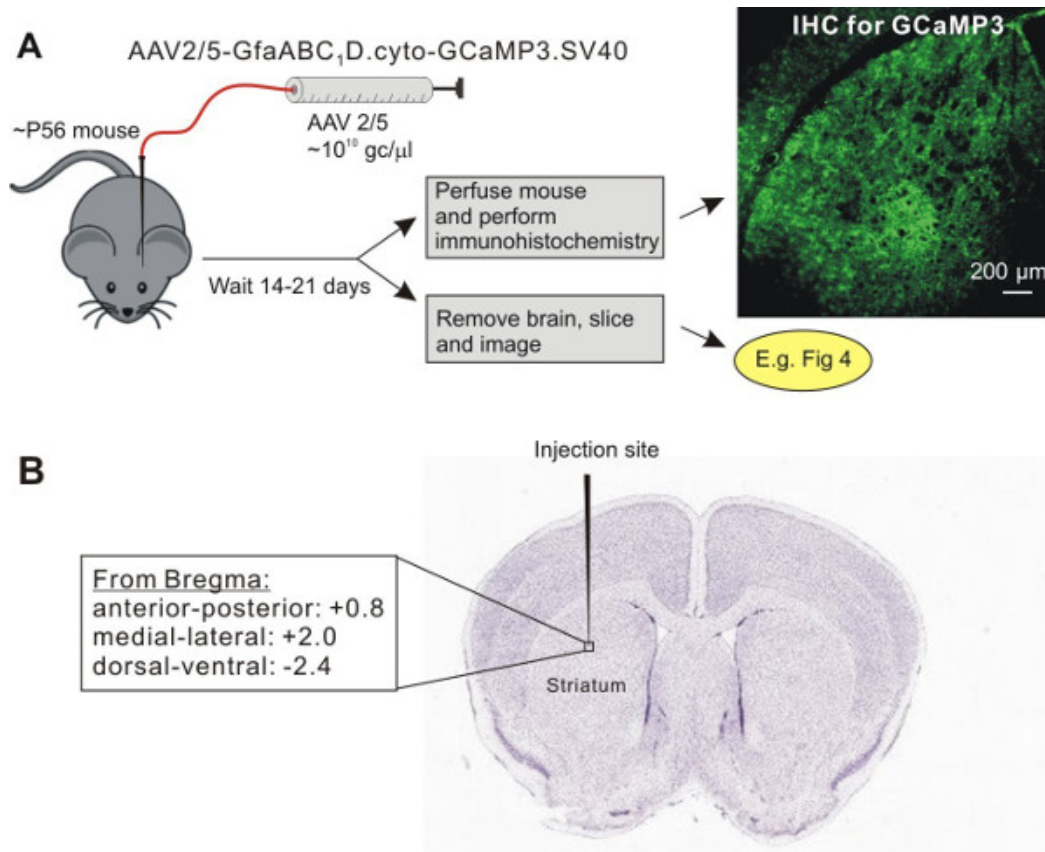 A
AAV2/5-GfaABC₁D.cyto-GCaMP3.SV40
~P56 mouse
AAV 2/5
~10¹⁰ gc/µl
Wait 14-21 days
Perfuse mouse
and perform
immunohistochemistry
Remove brain, slice
and image
IHC for GCaMP3
200 µm
E.g. Fig 4
B
Injection site
From Bregma:
anterior-posterior: +0.8
medial-lateral: +2.0
dorsal-ventral: -2.4
Striatum